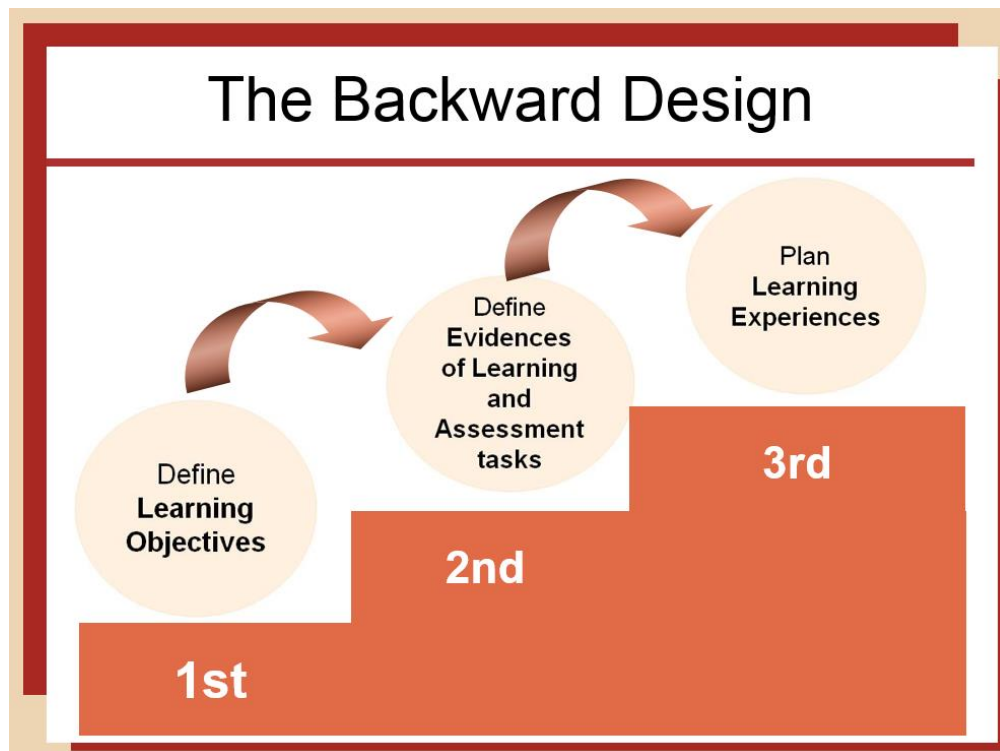 The Backward Design
Define
Learning
Objectives
1st
Define
Evidences
of Learning
and
Assessment
tasks
2nd
Plan
Learning
Experiences
3rd